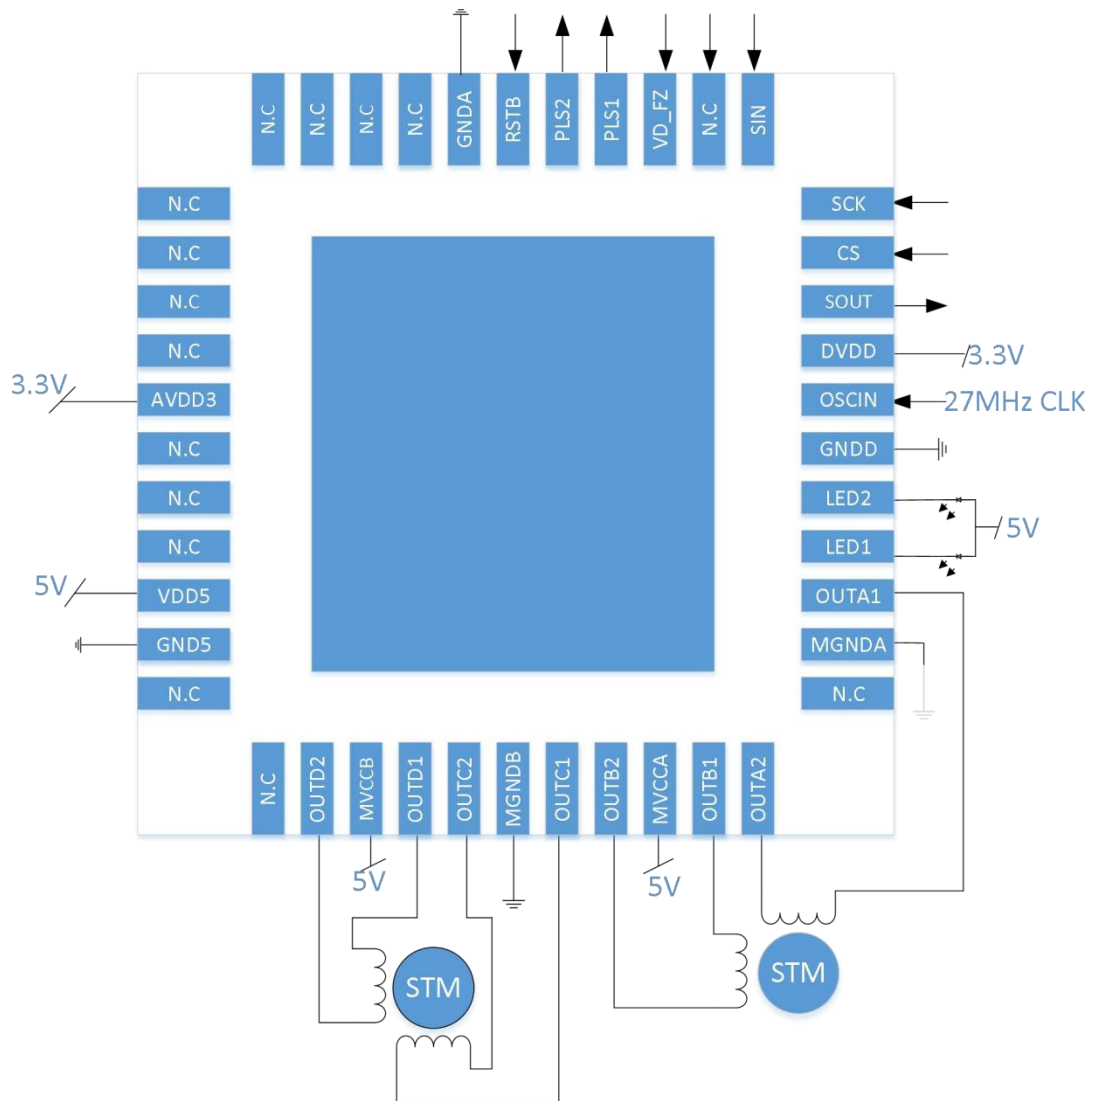 N.C
N.C
N.C
N.C
GNDA
RSTB
PLS2
PLS1
VD_FZ
N.C
SIN
N.C
SCK
N.C
CS
N.C
SOUT
N.C
DVDD
3.3V
3.3V
AVDD3
OSCIN
27MHz CLK
N.C
GNDD
N.C
LED2
5V
N.C
LED1
5V
VDD5
OUTA1
GND5
MGNDA
N.C
N.C
N.C
OUTD2
MVCCB
OUTD1
OUTC2
MGNDB
OUTC1
OUTB2
MVCCA
OUTB1
OUTA2
5V
5V
STM
STM